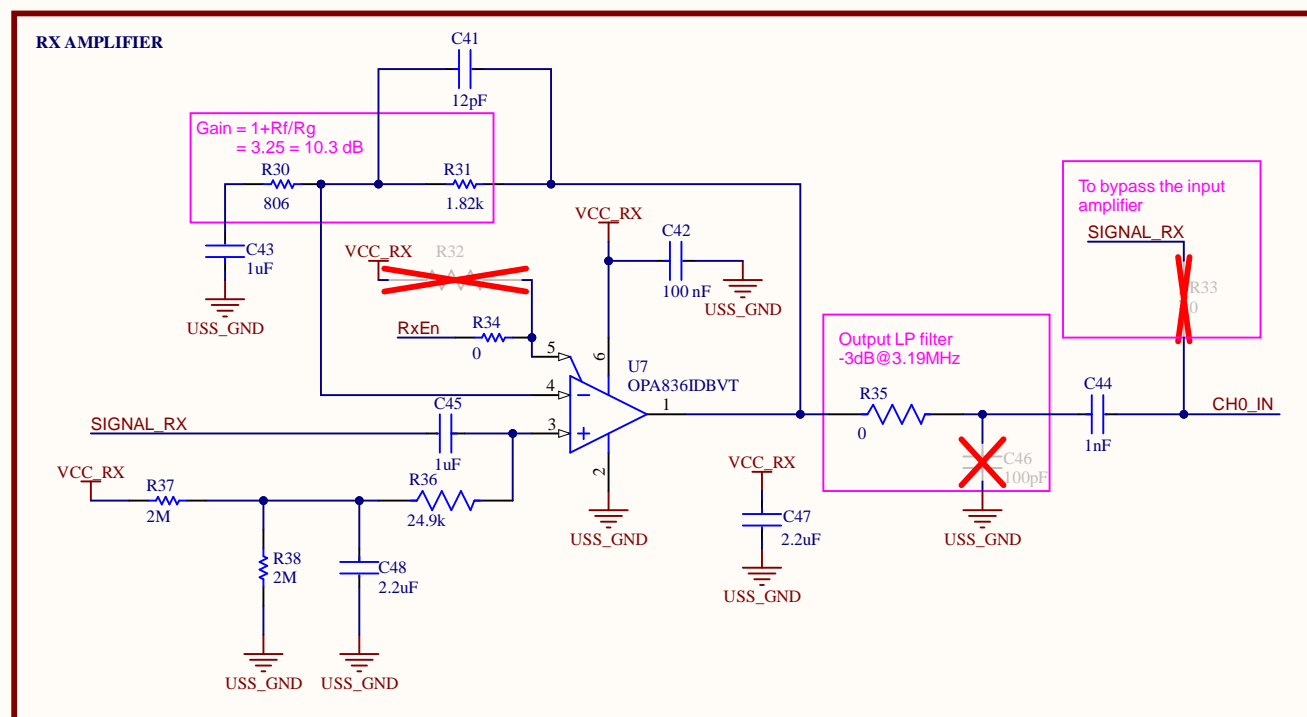 RX AMPLIFIER
C41
12pF
Gain = 1+Rf/Rg
= 3.25 = 10.3 dB
R30
806
R31
1.82k
C43
1uF
USS_GND
VCC_RX
R32
VCC_RX
C42
100 nF
USS_GND
To bypass the input
amplifier
SIGNAL_RX
R33
0
RxEn
R34
0
5
6
U7
OPA836IDBVT
4
3
1
2
USS_GND
Output LP filter
-3dB@3.19MHz
R35
0
C46
100pF
USS_GND
C44
1nF
CH0_IN
SIGNAL_RX
C45
1uF
VCC_RX
R37
2M
R36
24.9k
R38
2M
C48
2.2uF
USS_GND
USS_GND
VCC_RX
C47
2.2uF
USS_GND